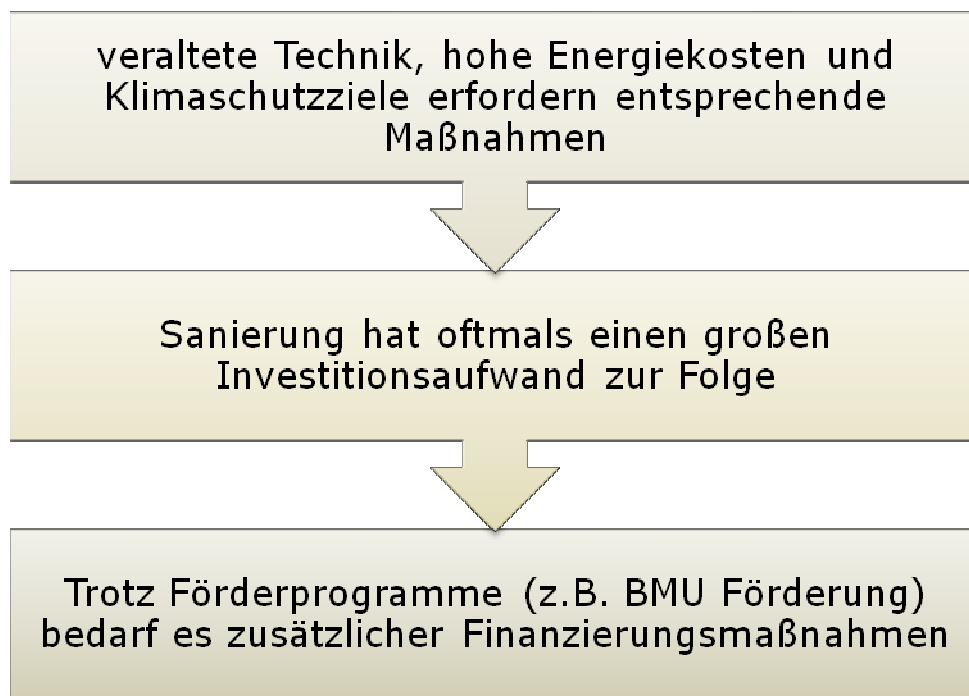 veraltete Technik, hohe Energiekosten und
Klimaschutzziele erfordern entsprechende
Maßnahmen
Sanierung hat oftmals einen großen
Investitionsaufwand zur Folge
Trotz Förderprogramme (z.B. BMU Förderung)
bedarf es zusätzlicher Finanzierungsmaßnahmen